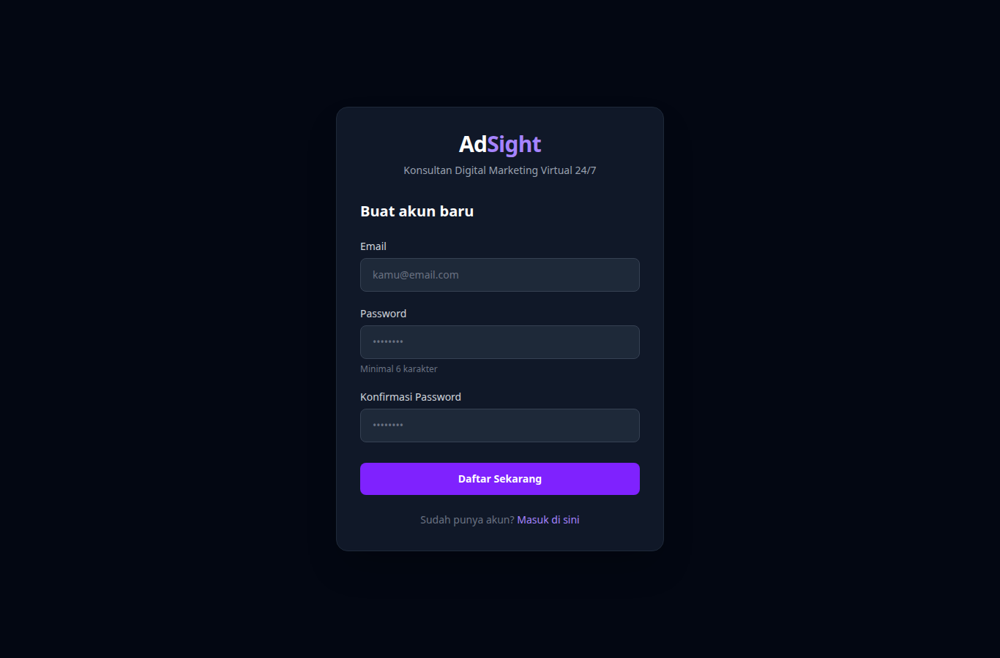 AdSight
Konsultan Digital Marketing Virtual 24/7
Buat akun baru
Email
kamu@email.com
Password
••••••••
Minimal 6 karakter
Konfirmasi Password
••••••••
Daftar Sekarang
Sudah punya akun? Masuk di sini